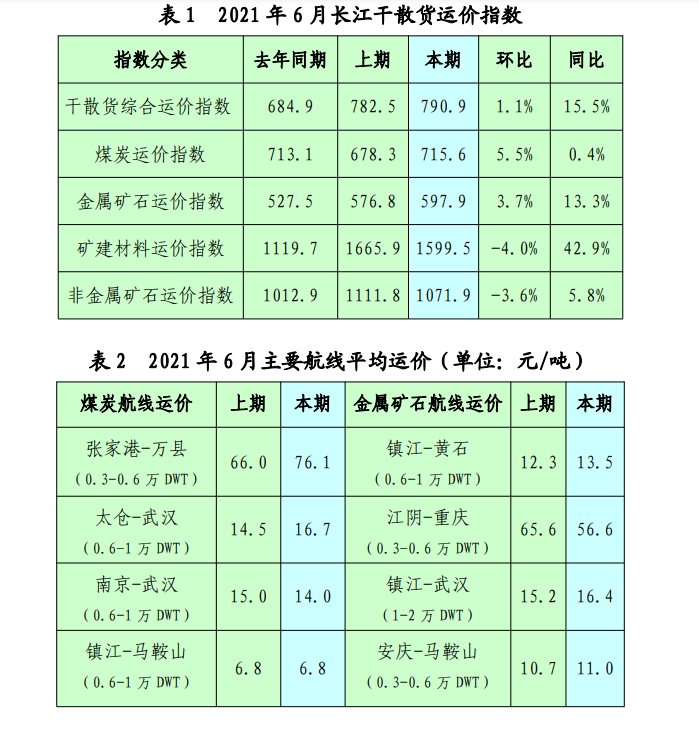 表1 2021年6月长江干散货运价指数
指数分类 去年同期 上期 本期 环比 同比
干散货综合运价指数 684.9 782.5 790.9 1.1% 15.5%
煤炭运价指数 713.1 678.3 715.6 5.5% 0.4%
金属矿石运价指数 527.5 576.8 597.9 3.7% 13.3%
矿建材料运价指数 1119.7 1665.9 1599.5 -4.0% 42.9%
非金属矿石运价指数 1012.9 1111.8 1071.9 -3.6% 5.8%
表2 2021年6月主要航线平均运价（单位：元/吨）
煤炭航线运价 上期 本期 金属矿石航线运价 上期 本期
张家港-万县 66.0 76.1 镇江-黄石 12.3 13.5
(0.3-0.6万DWT) (0.6-1万DWT)
太仓-武汉 14.5 16.7 江阴-重庆 65.6 56.6
(0.6-1万DWT) (0.3-0.6万DWT)
南京-武汉 15.0 14.0 镇江-武汉 15.2 16.4
(0.6-1万DWT) (1-2万DWT)
镇江-马鞍山 6.8 6.8 安庆-马鞍山 10.7 11.0
(0.6-1万DWT) (0.3-0.6万DWT)